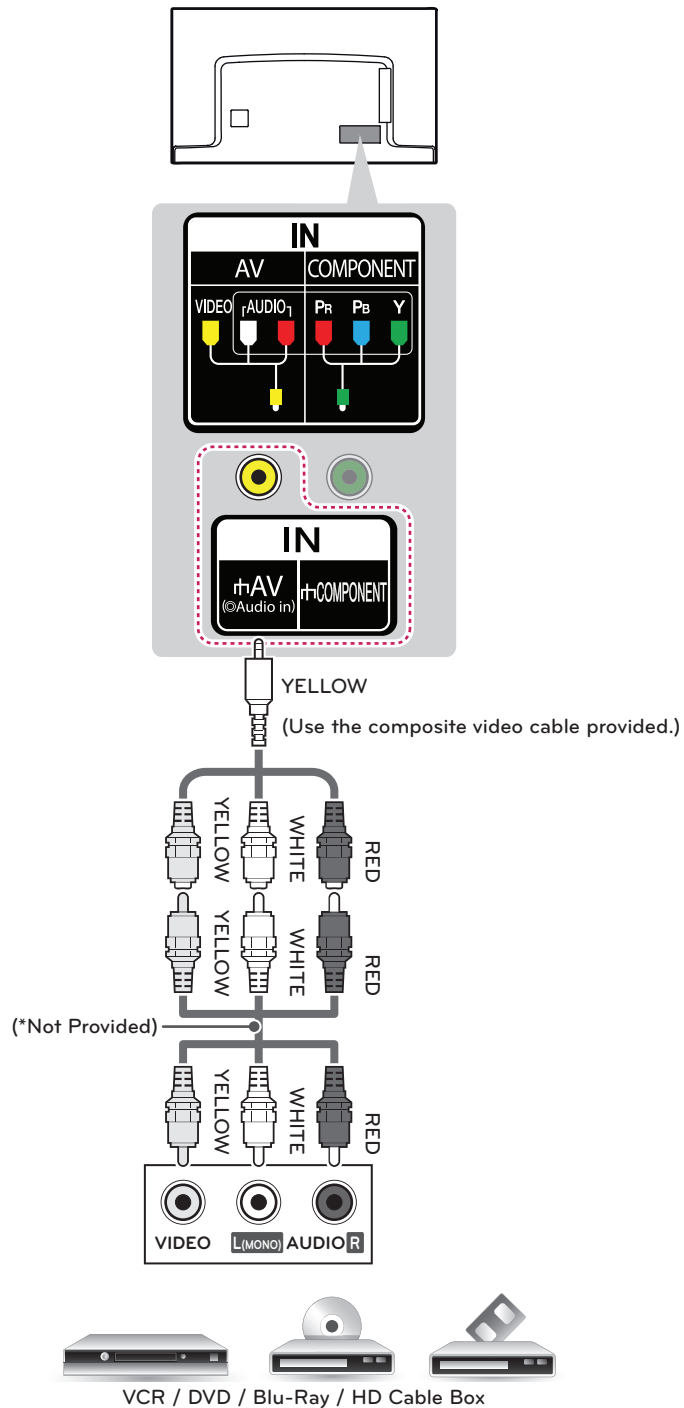 IN
AV COMPONENT
VIDEO ┌AUDIO┐ PR PB Y
IN
AV COMPONENT
(◎Audio in)
YELLOW
(Use the composite video cable provided.)
YELLOW WHITE RED
YELLOW WHITE RED
(*Not Provided)
YELLOW WHITE RED
VIDEO L(MONO) AUDIO R
VCR / DVD / Blu-Ray / HD Cable Box